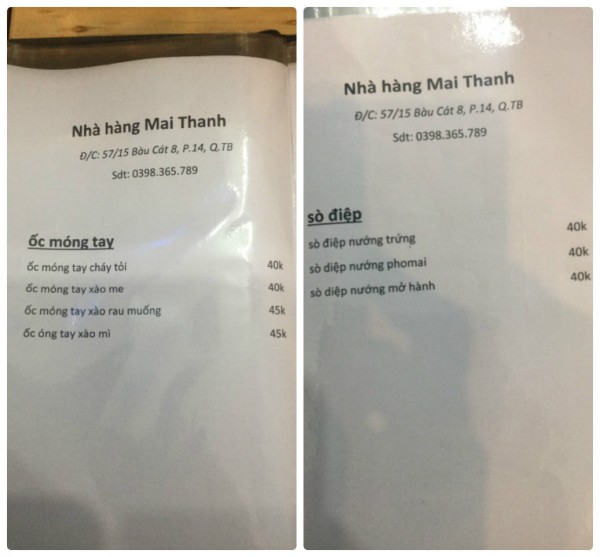 Nhà hàng Mai Thanh
Đ/C: 57/15 Bàu Cát 8, P.14, Q.TB
Sdt: 0398.365.789
ốc móng tay
ốc móng tay cháy tỏi 40k
ốc móng tay xào me 40k
ốc móng tay xào rau muống 45k
ốc óng tay xào mì 45k
Nhà hàng Mai Thanh
Đ/C: 57/15 Bàu Cát 8, P.14, Q.TB
Sdt: 0398.365.789
sò điệp
sò điệp nướng trứng 40k
sò điệp nướng phomai 40k
sò điệp nướng mở hành 40k